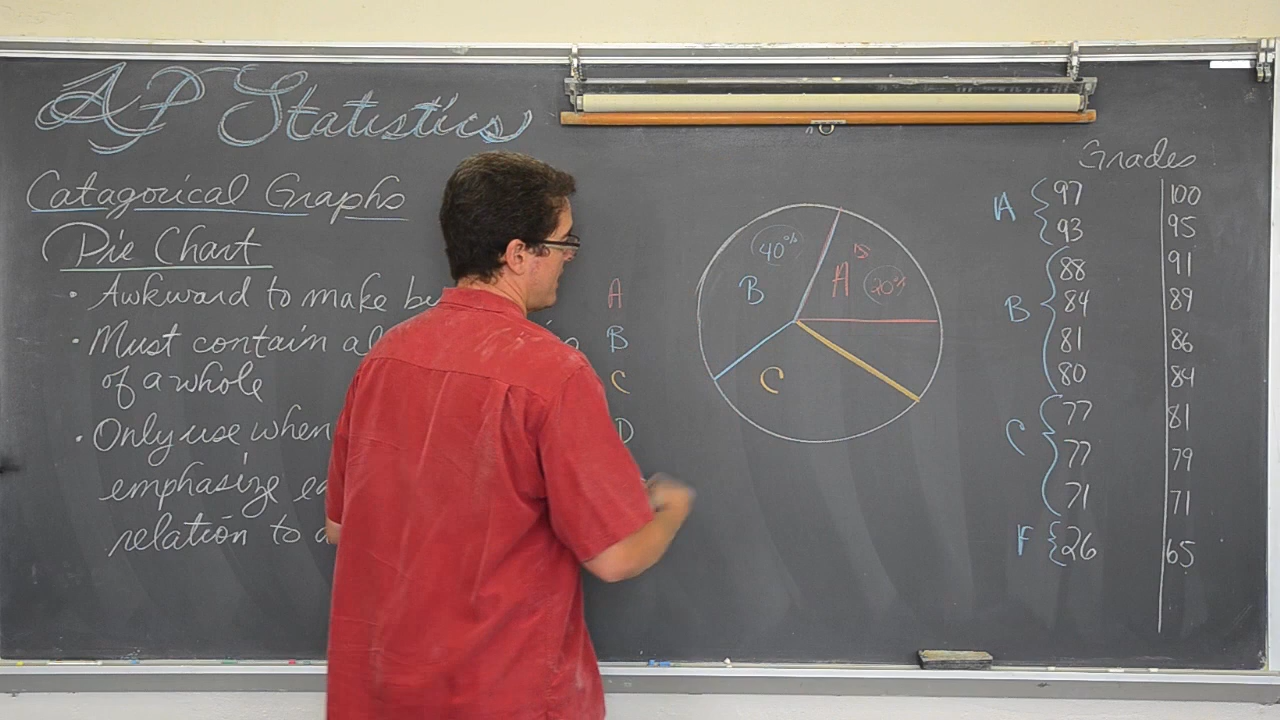 AP Statistics
Catagorical Graphs
Pie Chart
• Awkward to make by
• Must contain al
of a whole
• Only use when
emphasize ea
relation to a
A
B
C
D
40%
B
A
15
C
Grades
A { 97 | 100
93 | 95
B { 88 | 91
84 | 89
81 | 86
80 | 84
C { 77 | 81
77 | 79
71 | 71
F { 26 | 65